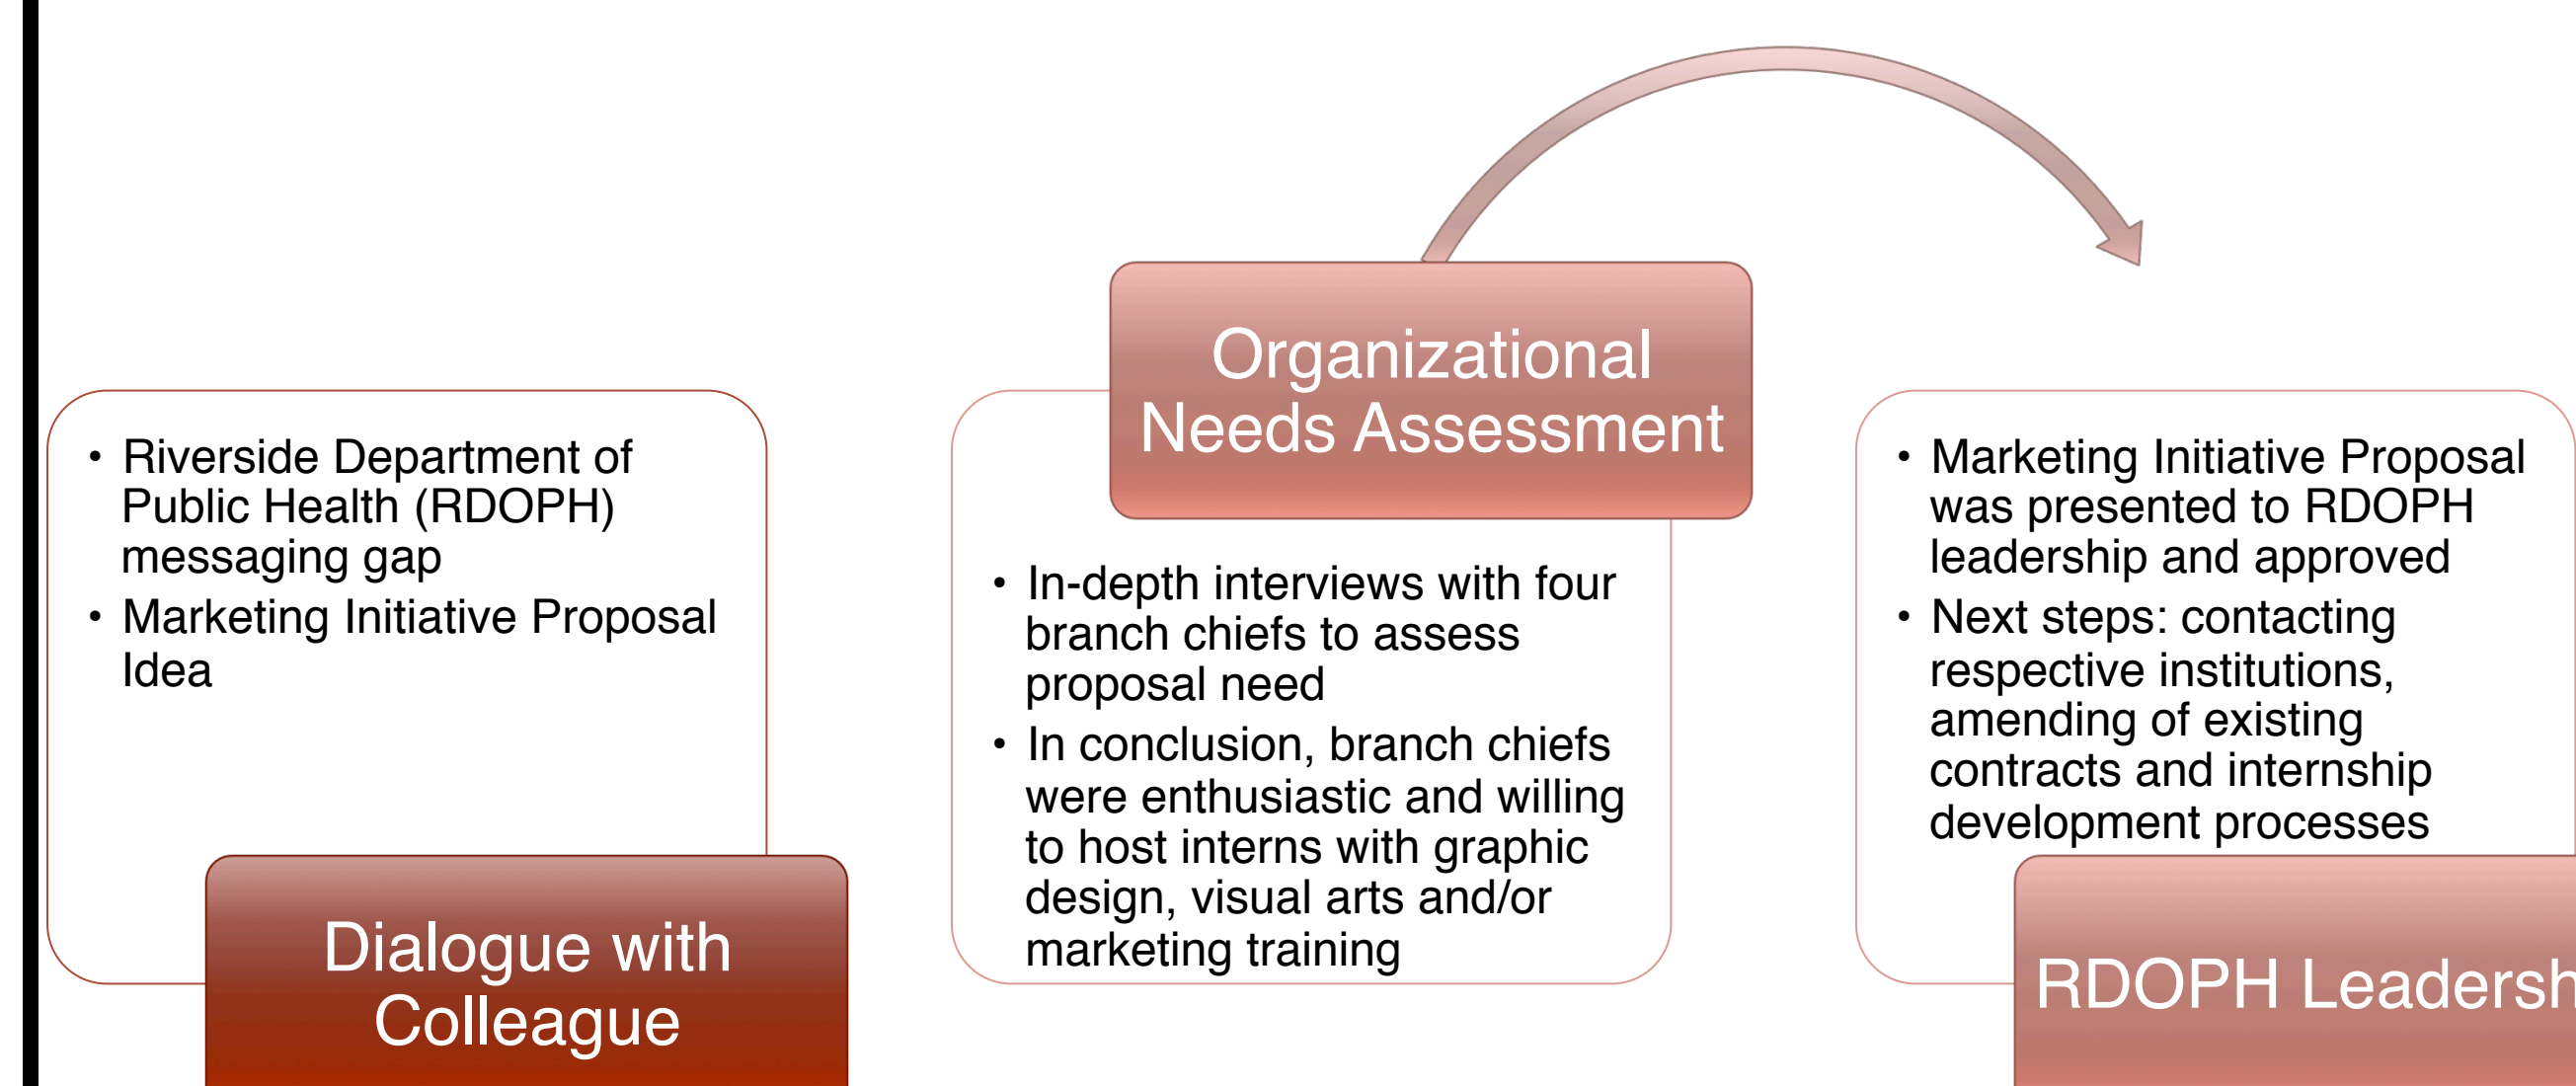 • Riverside Department of
Public Health (RDOPH)
messaging gap
• Marketing Initiative Proposal
Idea
Dialogue with
Colleague
Organizational
Needs Assessment
• In-depth interviews with four
branch chiefs to assess
proposal need
• In conclusion, branch chiefs
were enthusiastic and willing
to host interns with graphic
design, visual arts and/or
marketing training
• Marketing Initiative Proposal
was presented to RDOPH
leadership and approved
• Next steps: contacting
respective institutions,
amending of existing
contracts and internship
development processes
RDOPH